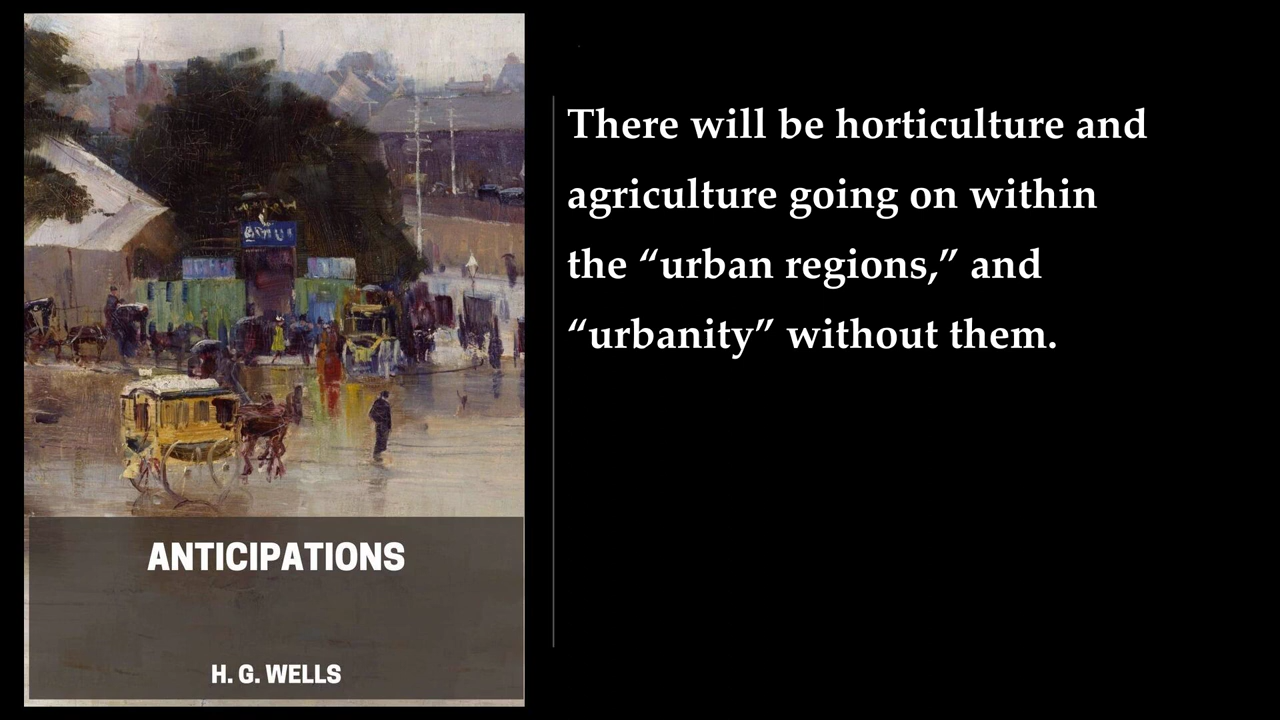 There will be horticulture and
agriculture going on within
the “urban regions,” and
“urbanity” without them.
ANTICIPATIONS
H. G. WELLS